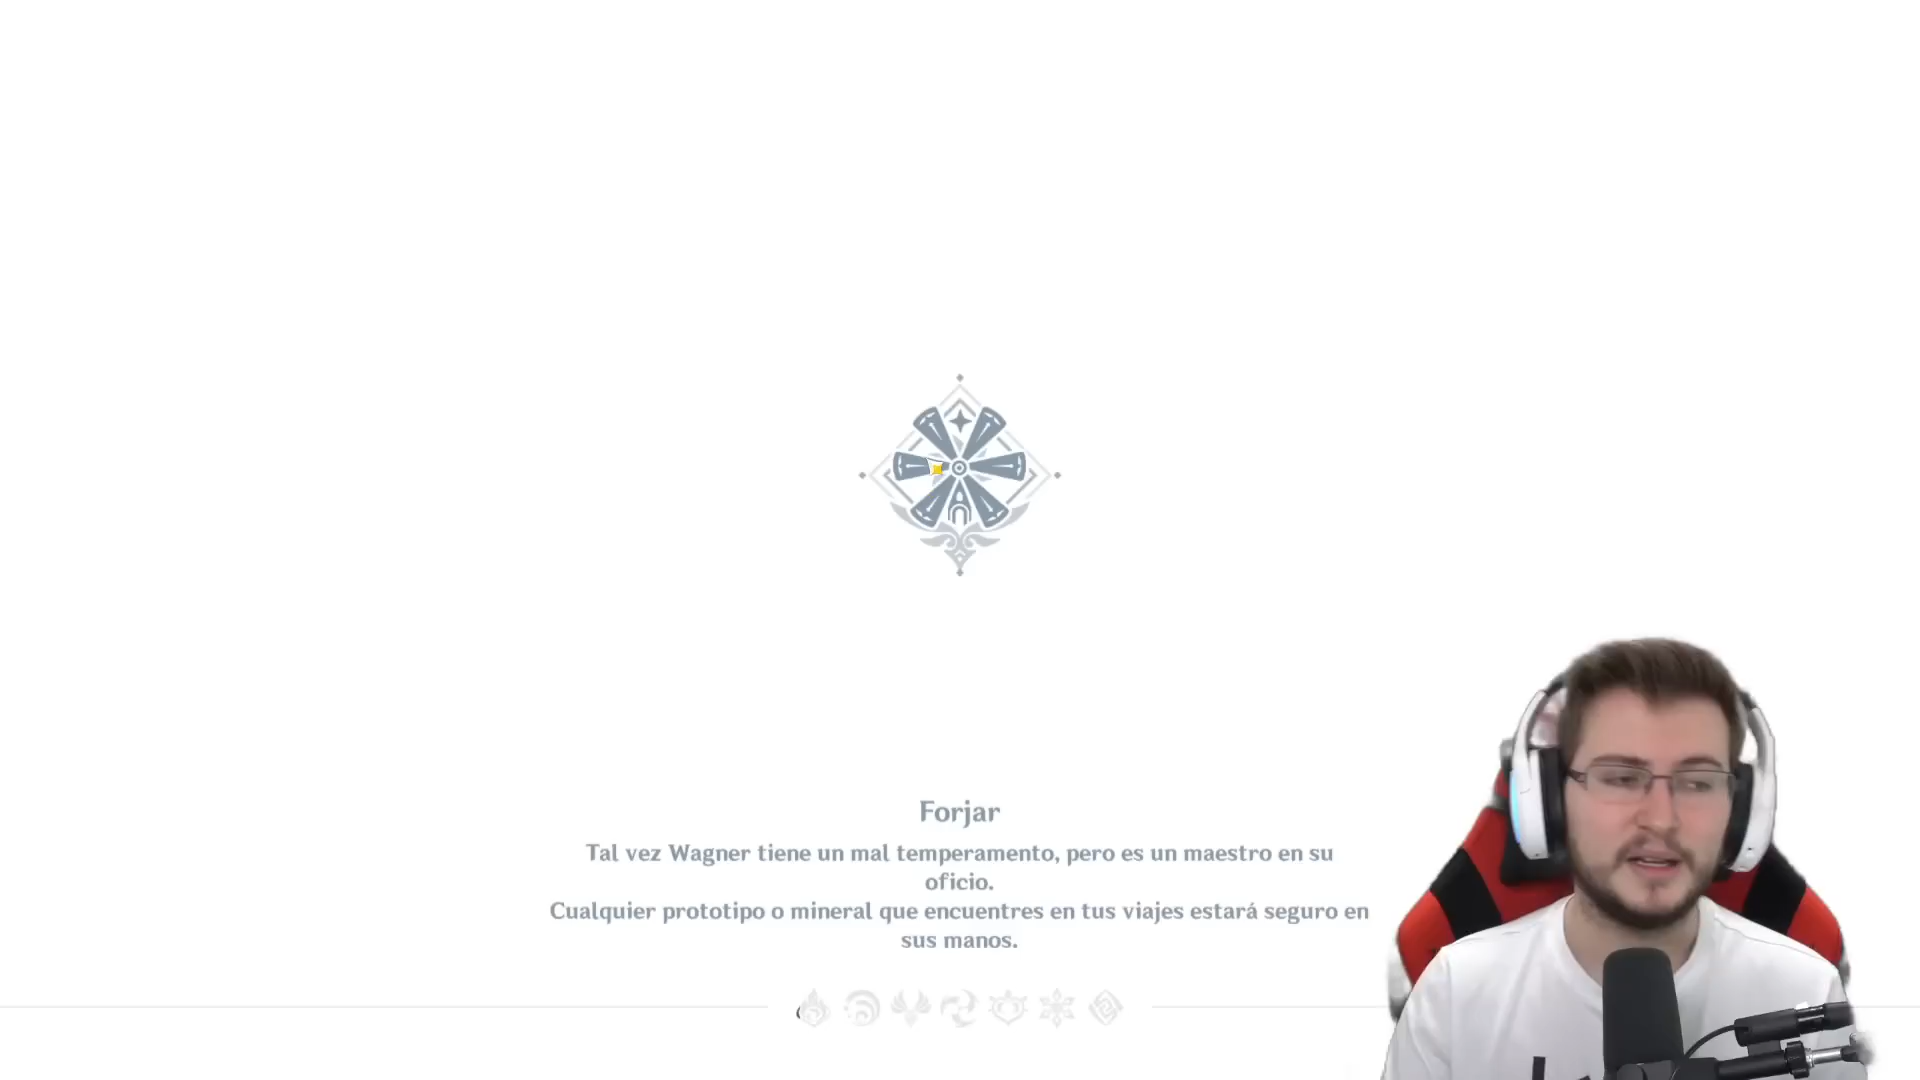 Forjar
Tal vez Wagner tiene un mal temperamento, pero es un maestro en su
oficio.
Cualquier prototipo o mineral que encuentres en tus viajes estará seguro en
sus manos.